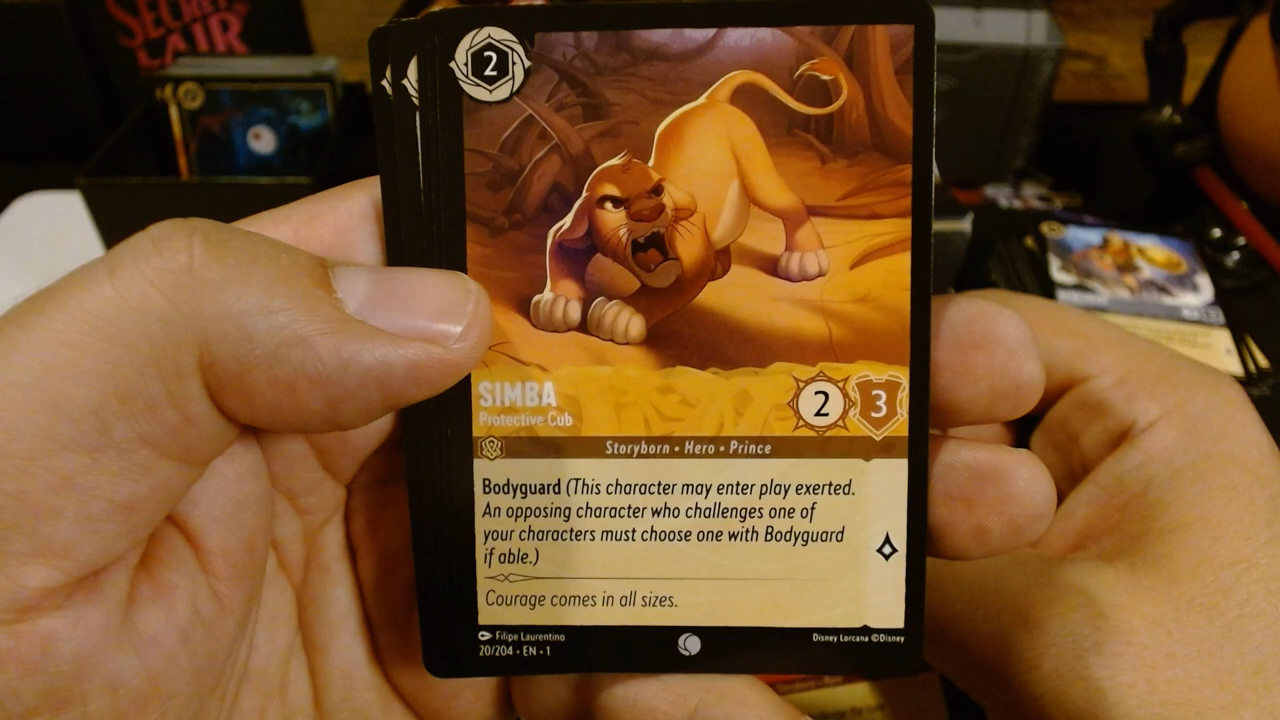 SECRET
LAIR
2
SIMBA
Protective Cub
2
3
Storyborn • Hero • Prince
Bodyguard (This character may enter play exerted.
An opposing character who challenges one of
your characters must choose one with Bodyguard
if able.)
Courage comes in all sizes.
Filipe Laurentino
20/204 • EN • 1
Disney Lorcana ©Disney